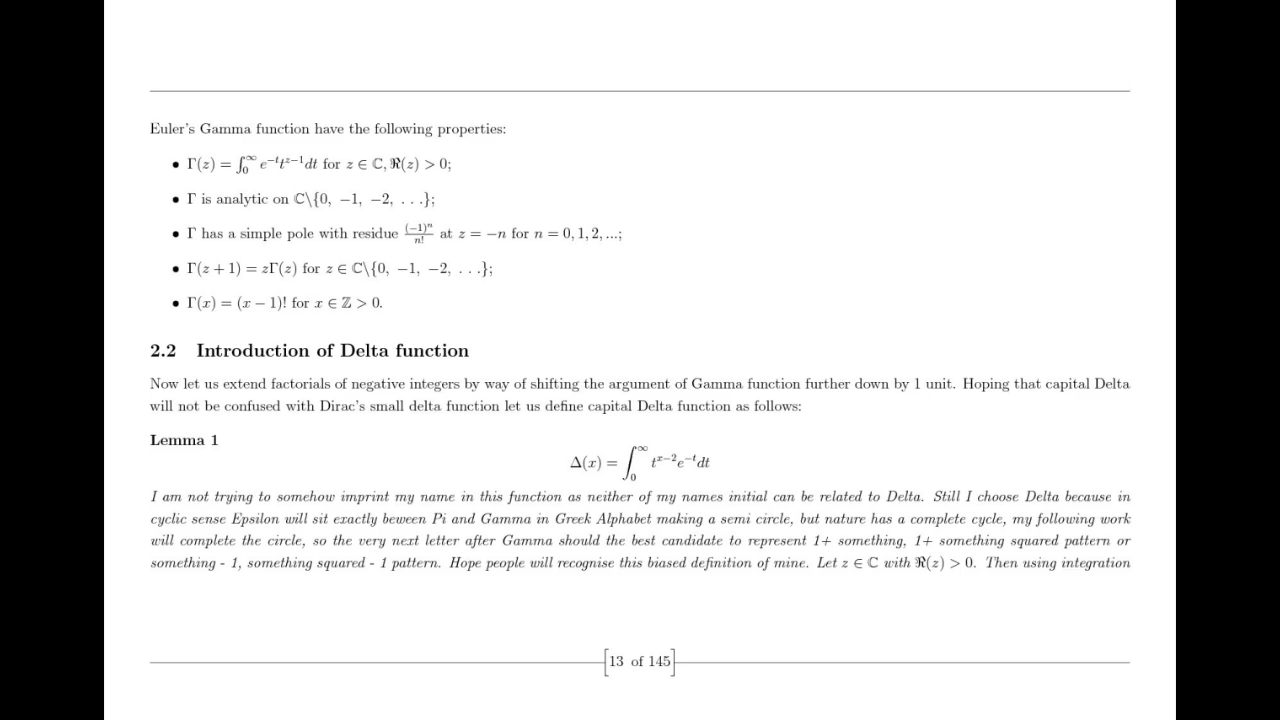 Euler's Gamma function have the following properties:
• Γ(z) = ∫₀^∞ e^{−t}t^{z−1}dt for z ∈ ℂ, ℜ(z) > 0;
• Γ is analytic on ℂ\{0, −1, −2, . . .};
• Γ has a simple pole with residue (−1)^n/n! at z = −n for n = 0, 1, 2, ...;
• Γ(z + 1) = zΓ(z) for z ∈ ℂ\{0, −1, −2, . . .};
• Γ(x) = (x − 1)! for x ∈ ℤ > 0.
2.2 Introduction of Delta function
Now let us extend factorials of negative integers by way of shifting the argument of Gamma function further down by 1 unit. Hoping that capital Delta
will not be confused with Dirac's small delta function let us define capital Delta function as follows:
Lemma 1
Δ(x) = ∫₀^∞ t^{x−2}e^{−t}dt
I am not trying to somehow imprint my name in this function as neither of my names initial can be related to Delta. Still I choose Delta because in
cyclic sense Epsilon will sit exactly beween Pi and Gamma in Greek Alphabet making a semi circle, but nature has a complete cycle, my following work
will complete the circle, so the very next letter after Gamma should the best candidate to represent 1+ something, 1+ something squared pattern or
something - 1, something squared - 1 pattern. Hope people will recognise this biased definition of mine. Let z ∈ ℂ with ℜ(z) > 0. Then using integration
[13 of 145]